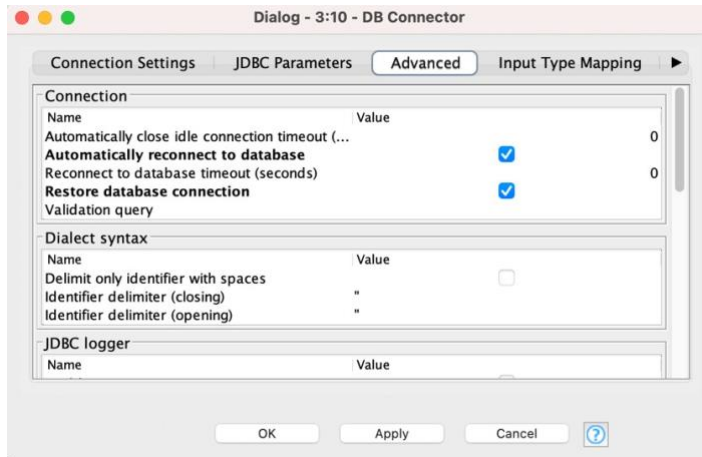 Dialog - 3:10 - DB Connector
Connection Settings JDBC Parameters Advanced Input Type Mapping
Connection
Name Value
Automatically close idle connection timeout (... 0
Automatically reconnect to database
Reconnect to database timeout (seconds) 0
Restore database connection
Validation query
Dialect syntax
Name Value
Delimit only identifier with spaces
Identifier delimiter (closing) "
Identifier delimiter (opening) "
JDBC logger
Name Value
OK Apply Cancel ?